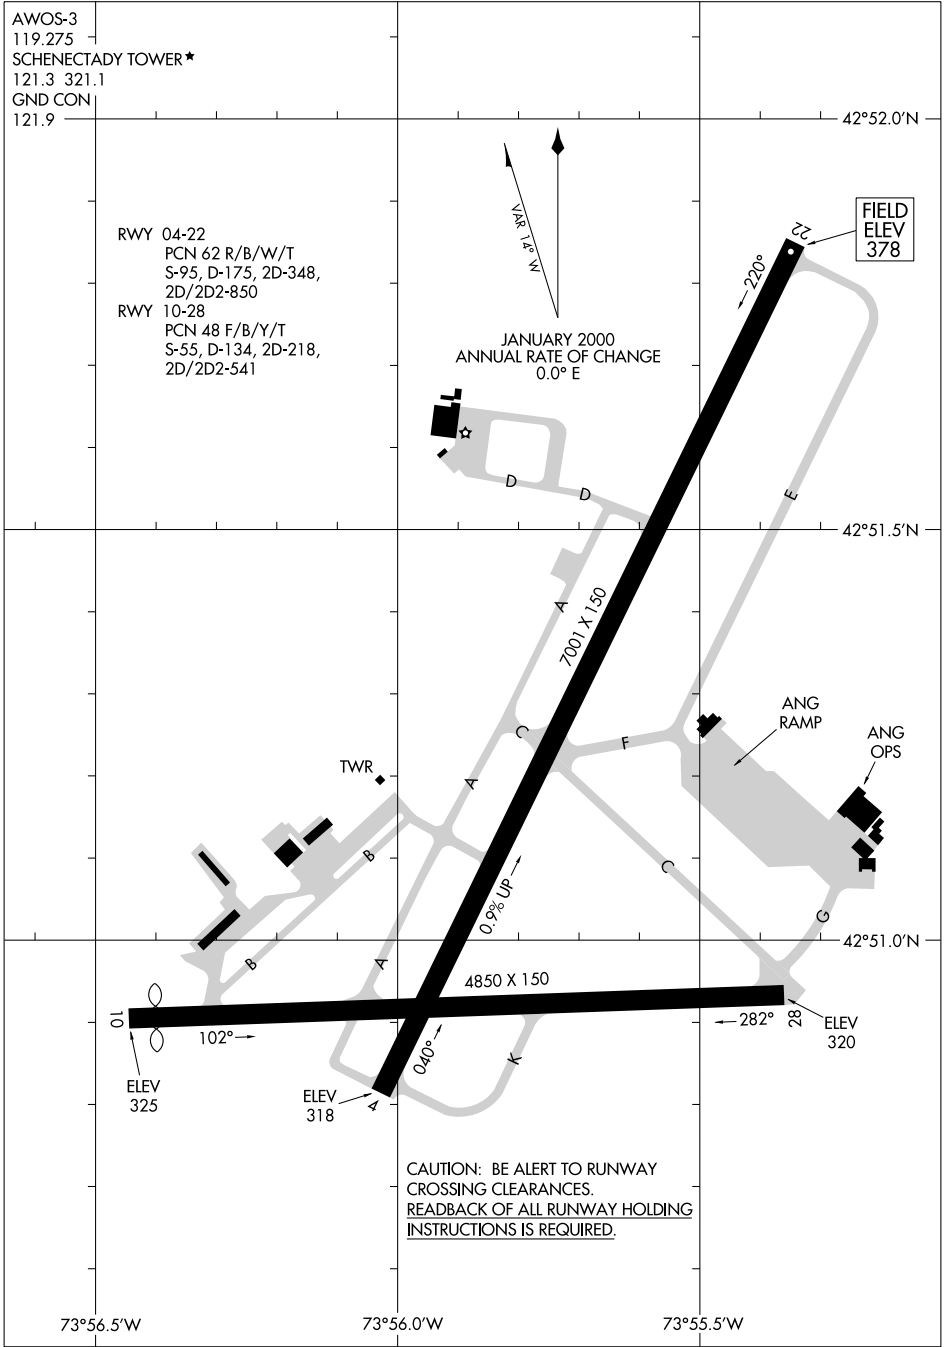 AWOS-3
119.275
SCHENECTADY TOWER★
121.3 321.1
GND CON
121.9
42°52.0'N
VAR 14° W
JANUARY 2000
ANNUAL RATE OF CHANGE
0.0° E
RWY 04-22
PCN 62 R/B/W/T
S-95, D-175, 2D-348,
2D/2D2-850
RWY 10-28
PCN 48 F/B/Y/T
S-55, D-134, 2D-218,
2D/2D2-541
22
FIELD
ELEV
378
220°
D
D
E
42°51.5'N
A
7001 X 150
C
F
ANG
RAMP
ANG
OPS
TWR
A
B
C
0.9% UP
G
B
A
42°51.0'N
4850 X 150
10
102°
282°
28
ELEV
320
040°
K
ELEV
325
ELEV
318
4
CAUTION: BE ALERT TO RUNWAY
CROSSING CLEARANCES.
READBACK OF ALL RUNWAY HOLDING
INSTRUCTIONS IS REQUIRED.
73°56.5'W
73°56.0'W
73°55.5'W